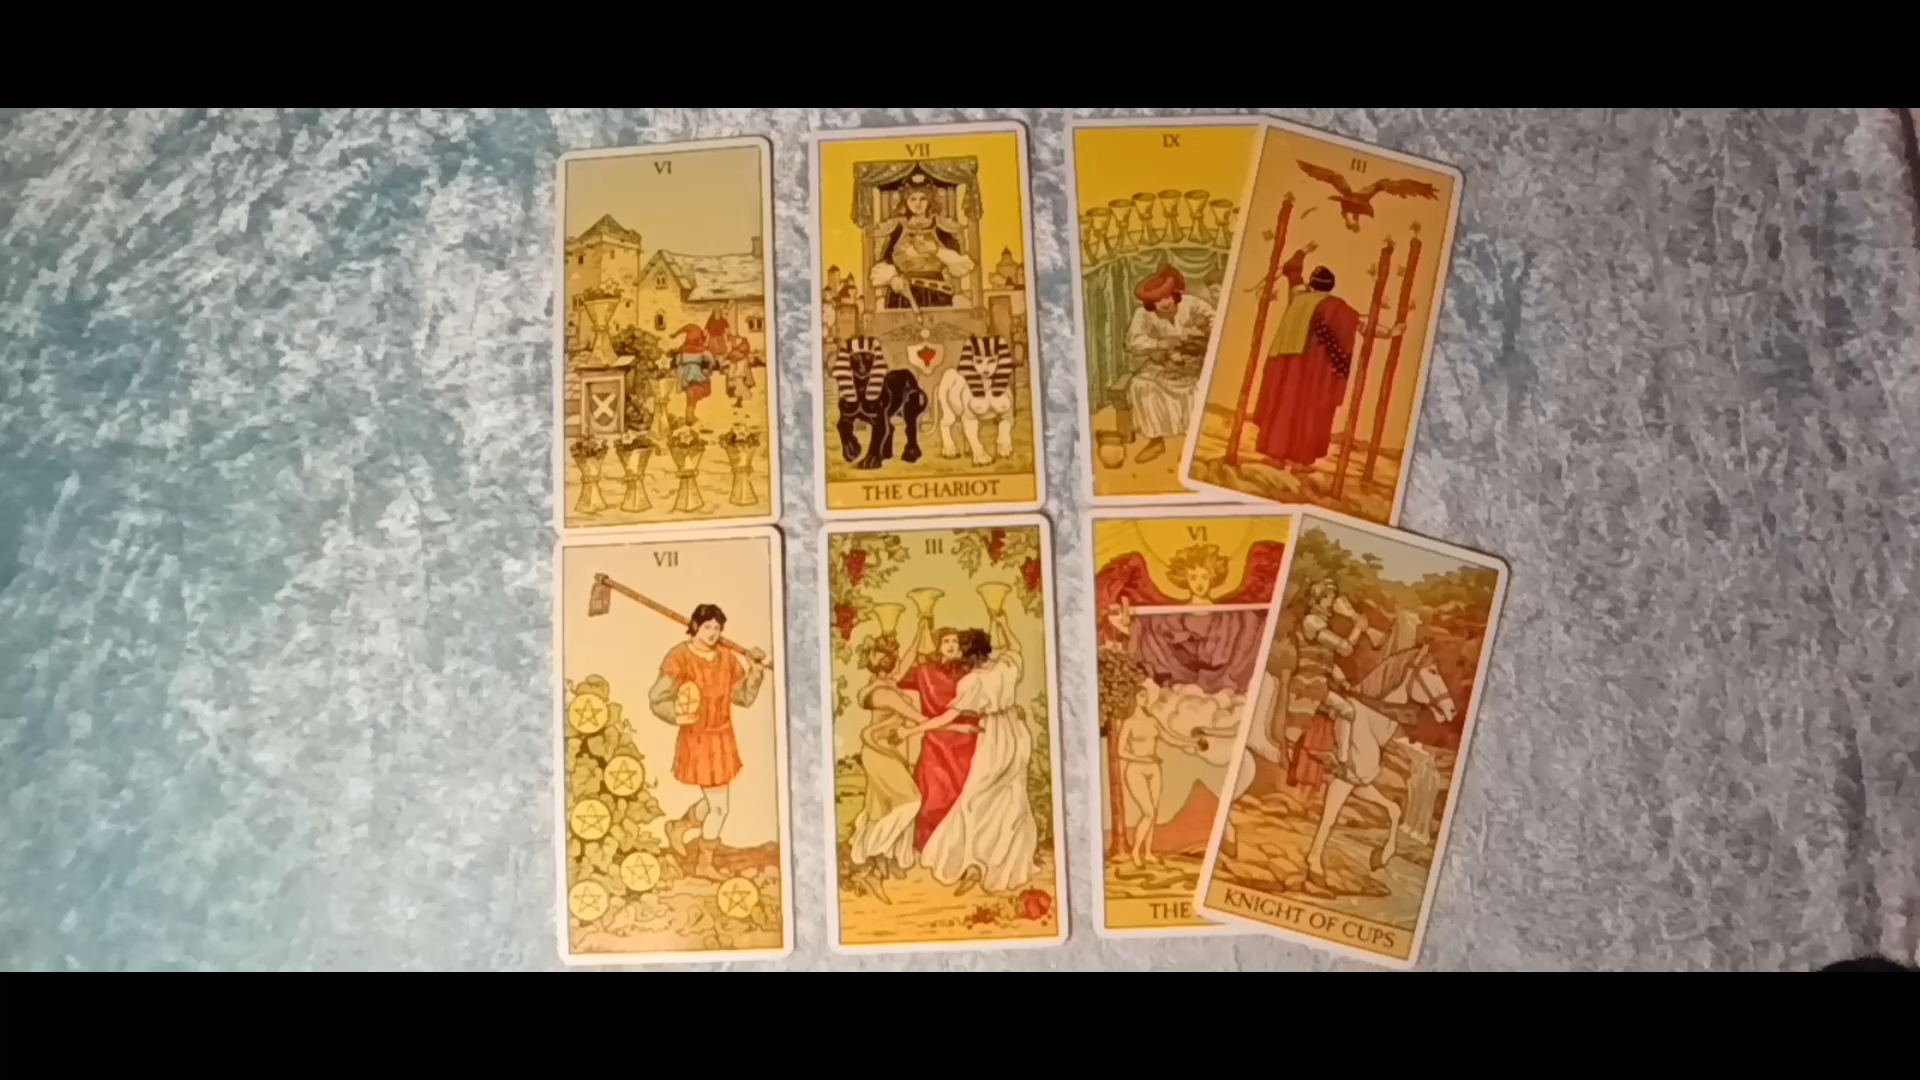 VI
VII
THE CHARIOT
IX
III
VII
III
VI
THE
KNIGHT OF CUPS